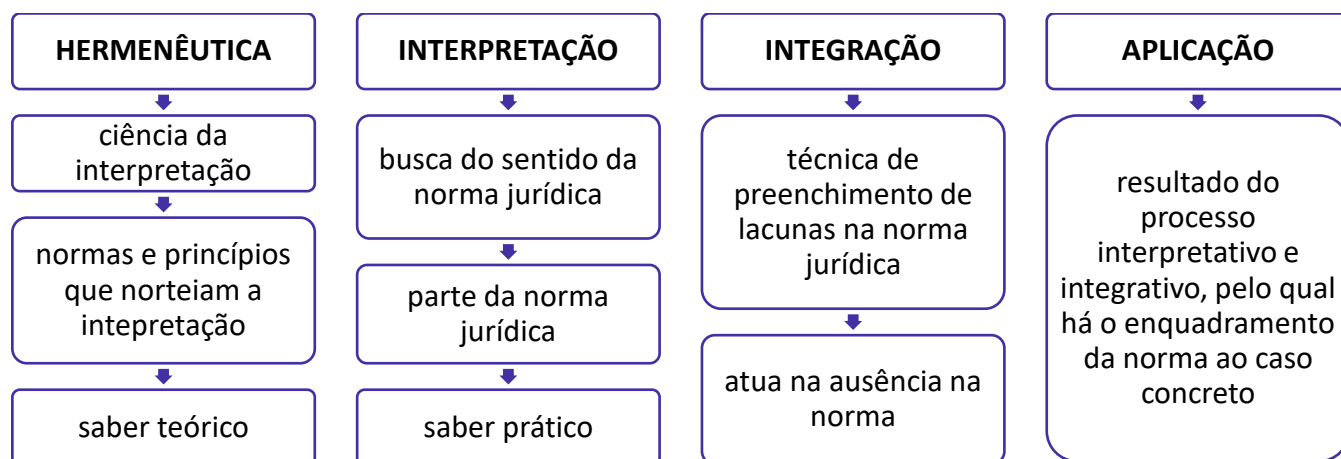 HERMENÊUTICA
ciência da
interpretação
normas e princípios
que norteiam a
intepretação
saber teórico
INTERPRETAÇÃO
busca do sentido da
norma jurídica
parte da norma
jurídica
saber prático
INTEGRAÇÃO
técnica de
preenchimento de
lacunas na norma
jurídica
atua na ausência na
norma
APLICAÇÃO
resultado do
processo
interpretativo e
integrativo, pelo qual
há o enquadramento
da norma ao caso
concreto